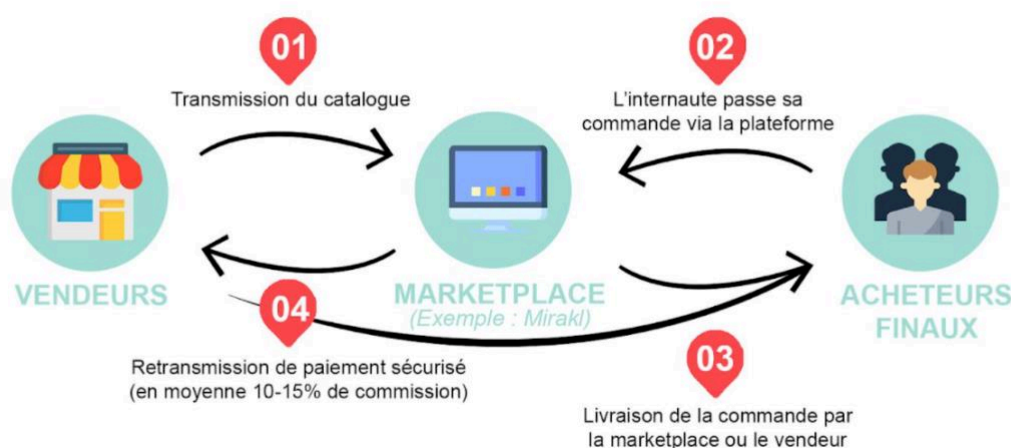 01
Transmission du catalogue
02
L'internaute passe sa
commande via la plateforme
VENDEURS
MARKETPLACE
(Exemple : Mirakl)
ACHETEURS
FINAUX
04
Retransmission de paiement sécurisé
(en moyenne 10-15% de commission)
03
Livraison de la commande par
la marketplace ou le vendeur